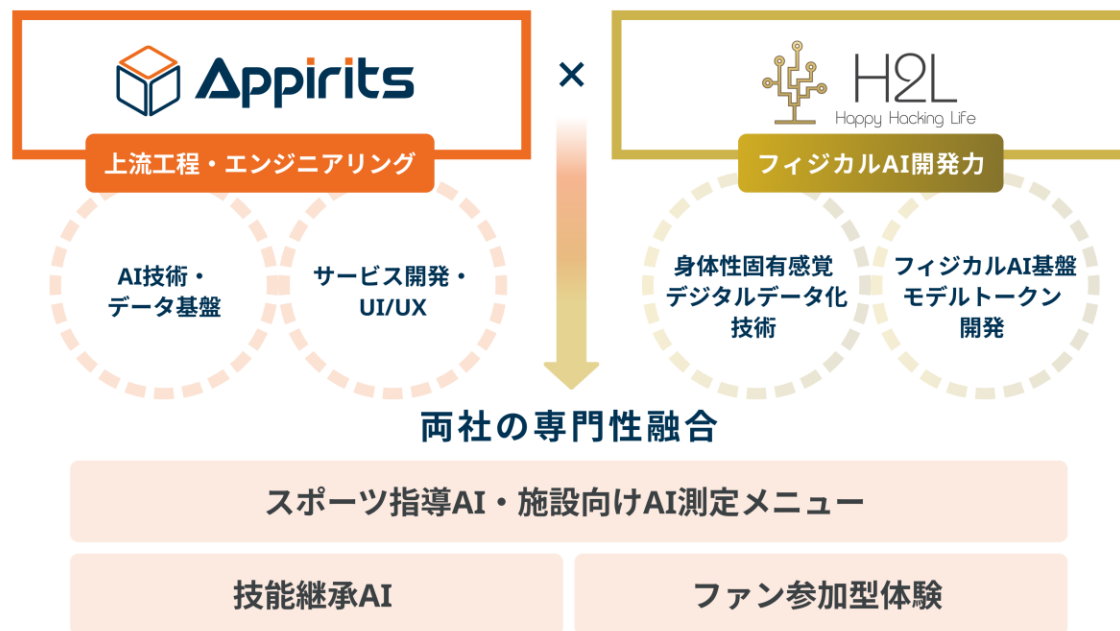 Appirits
×
H2L
Happy Hacking Life
上流工程・エンジニアリング
フィジカルAI開発力
AI技術・
データ基盤
サービス開発・
UI/UX
身体性固有感覚
デジタルデータ化
技術
フィジカルAI基盤
モデルトークン
開発
両社の専門性融合
スポーツ指導AI・施設向けAI測定メニュー
技能継承AI
ファン参加型体験